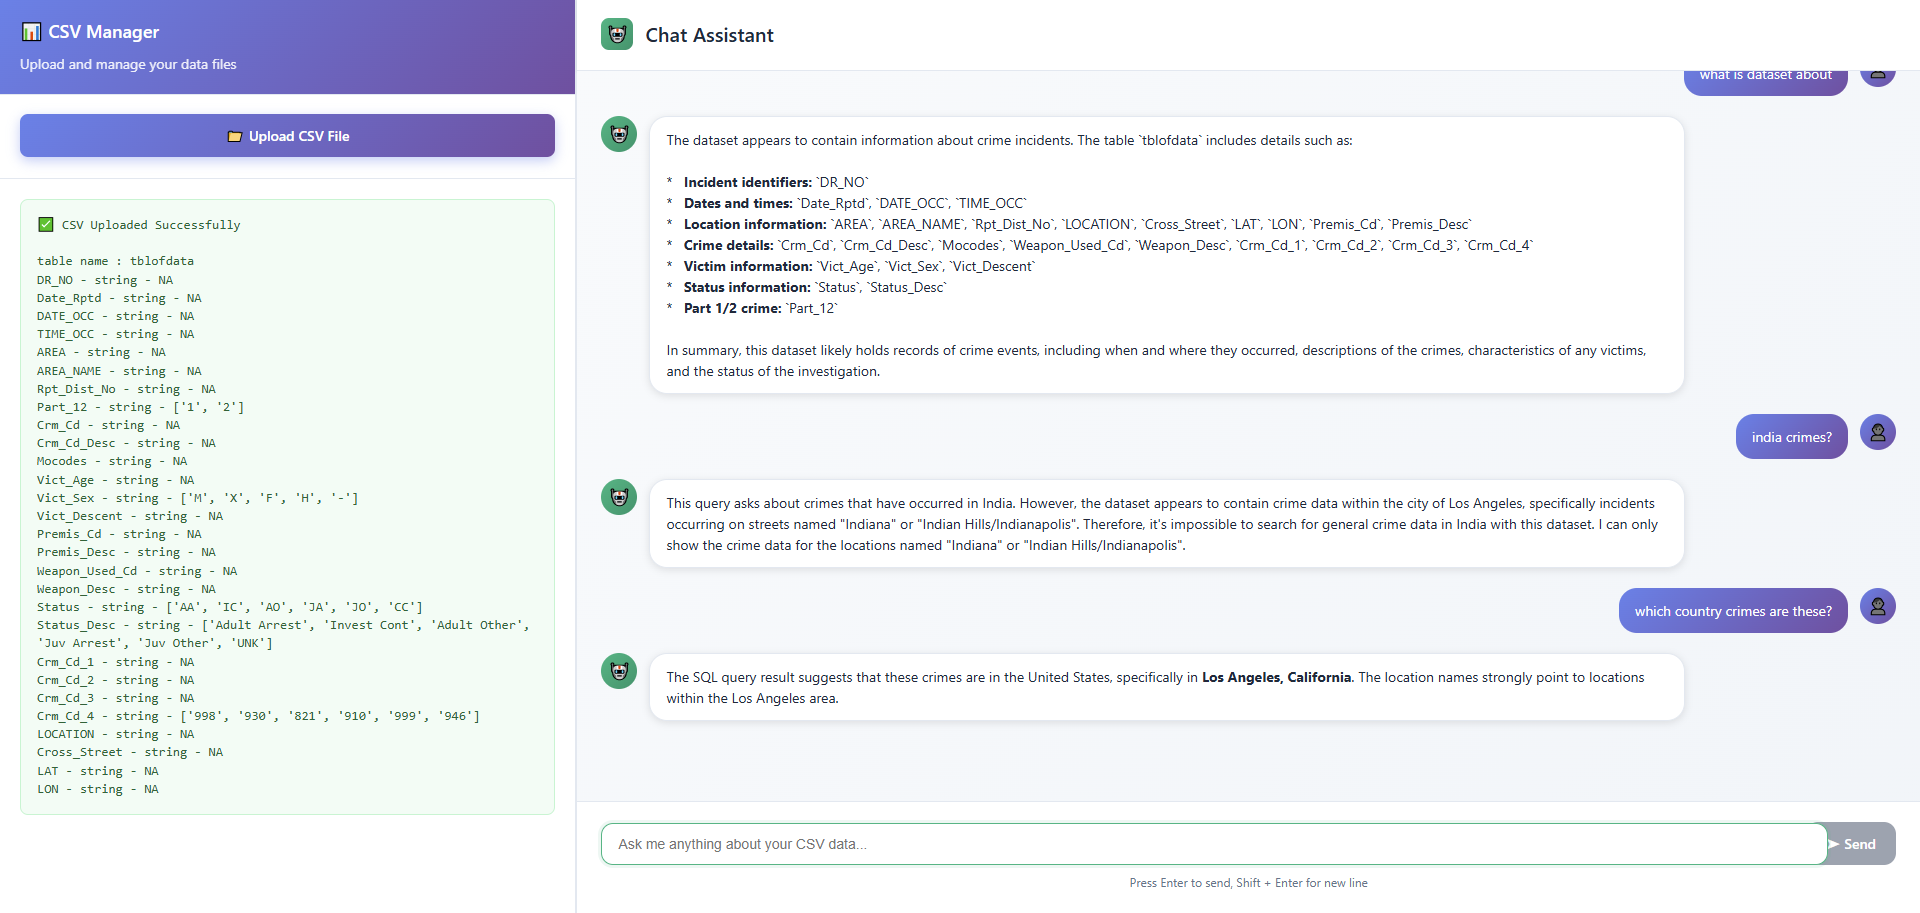 CSV Manager
Upload and manage your data files
Upload CSV File
CSV Uploaded Successfully
table name : tblofdata
DR_NO - string - NA
Date_Rptd - string - NA
DATE_OCC - string - NA
TIME_OCC - string - NA
AREA - string - NA
AREA_NAME - string - NA
Rpt_Dist_No - string - NA
Part_12 - string - ['1', '2']
Crm_Cd - string - NA
Crm_Cd_Desc - string - NA
Mocodes - string - NA
Vict_Age - string - NA
Vict_Sex - string - ['M', 'X', 'F', 'H', '-']
Vict_Descent - string - NA
Premis_Cd - string - NA
Premis_Desc - string - NA
Weapon_Used_Cd - string - NA
Weapon_Desc - string - NA
Status - string - ['AA', 'IC', 'AO', 'JA', 'JO', 'CC']
Status_Desc - string - ['Adult Arrest', 'Invest Cont', 'Adult Other',
'Juv Arrest', 'Juv Other', 'UNK']
Crm_Cd_1 - string - NA
Crm_Cd_2 - string - NA
Crm_Cd_3 - string - NA
Crm_Cd_4 - string - ['998', '930', '821', '910', '999', '946']
LOCATION - string - NA
Cross_Street - string - NA
LAT - string - NA
LON - string - NA
Chat Assistant
what is dataset about
The dataset appears to contain information about crime incidents. The table `tblofdata` includes details such as:
* Incident identifiers: `DR_NO`
* Dates and times: `Date_Rptd`, `DATE_OCC`, `TIME_OCC`
* Location information: `AREA`, `AREA_NAME`, `Rpt_Dist_No`, `LOCATION`, `Cross_Street`, `LAT`, `LON`, `Premis_Cd`, `Premis_Desc`
* Crime details: `Crm_Cd`, `Crm_Cd_Desc`, `Mocodes`, `Weapon_Used_Cd`, `Weapon_Desc`, `Crm_Cd_1`, `Crm_Cd_2`, `Crm_Cd_3`, `Crm_Cd_4`
* Victim information: `Vict_Age`, `Vict_Sex`, `Vict_Descent`
* Status information: `Status`, `Status_Desc`
* Part 1/2 crime: `Part_12`
In summary, this dataset likely holds records of crime events, including when and where they occurred, descriptions of the crimes, characteristics of any victims,
and the status of the investigation.
india crimes?
This query asks about crimes that have occurred in India. However, the dataset appears to contain crime data within the city of Los Angeles, specifically incidents
occurring on streets named "Indiana" or "Indian Hills/Indianapolis". Therefore, it's impossible to search for general crime data in India with this dataset. I can only
show the crime data for the locations named "Indiana" or "Indian Hills/Indianapolis".
which country crimes are these?
The SQL query result suggests that these crimes are in the United States, specifically in Los Angeles, California. The location names strongly point to locations
within the Los Angeles area.
Ask me anything about your CSV data...
Send
Press Enter to send, Shift + Enter for new line